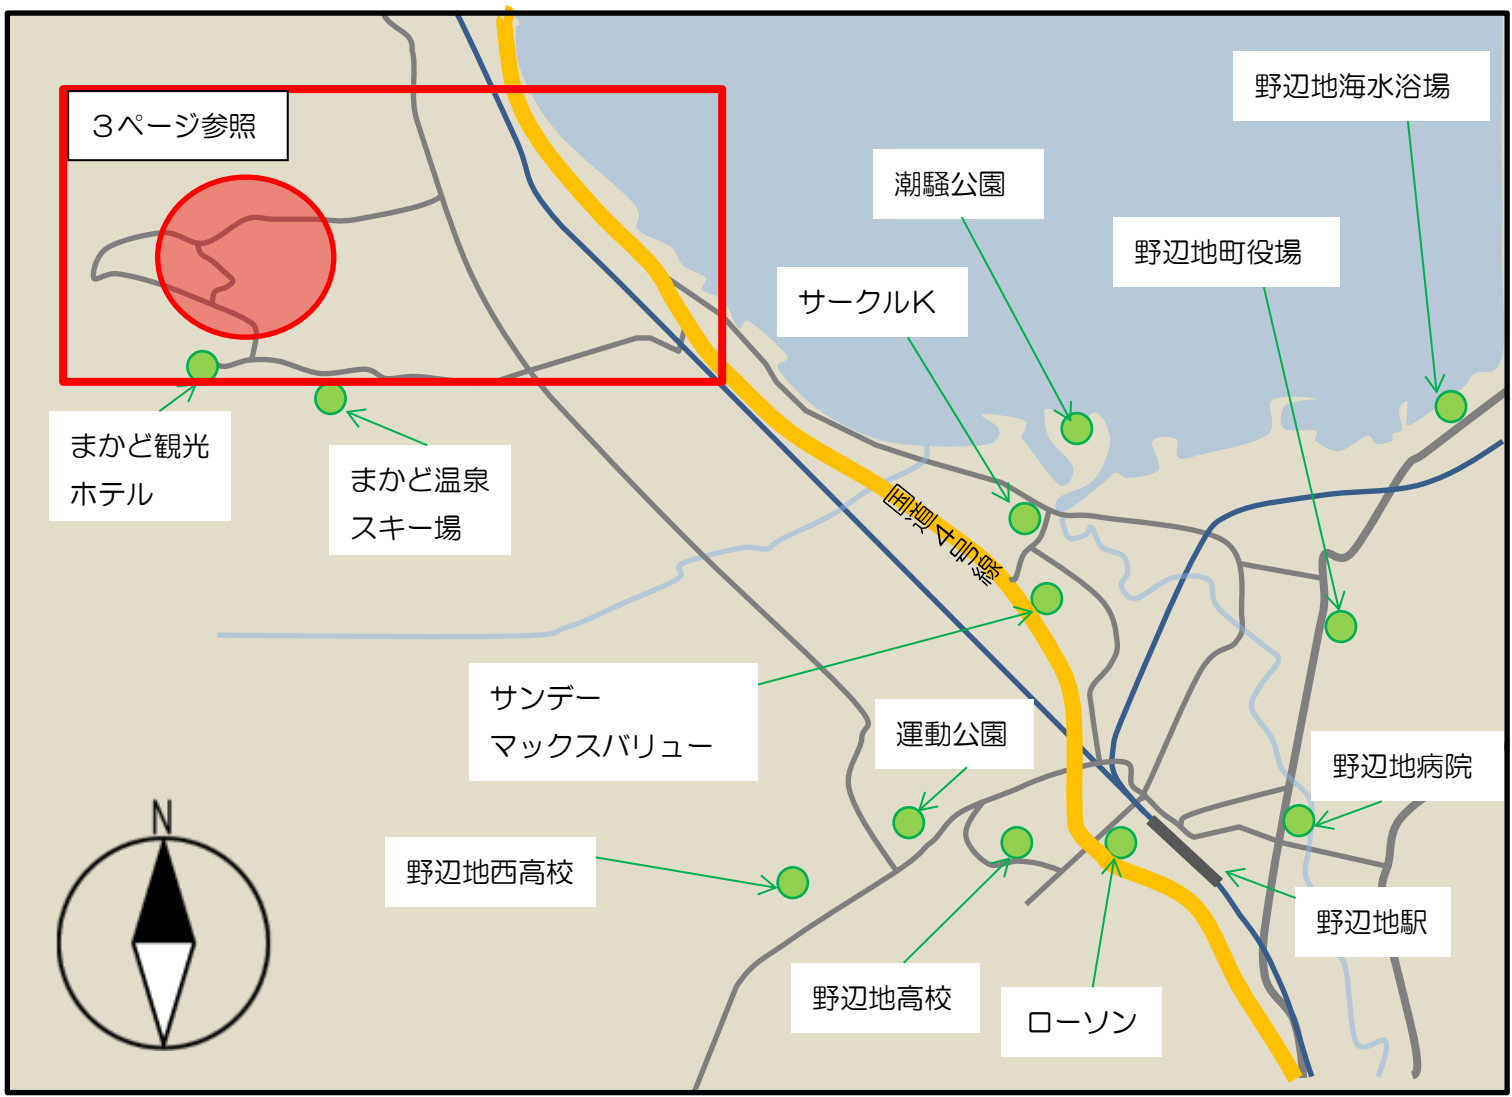 野辺地海水浴場
3ページ参照
潮騒公園
野辺地町役場
サークルK
まかど観光
ホテル
まかど温泉
スキー場
国道4号線
サンデー
マックスバリュー
運動公園
野辺地病院
N
野辺地西高校
野辺地駅
野辺地高校
ローソン